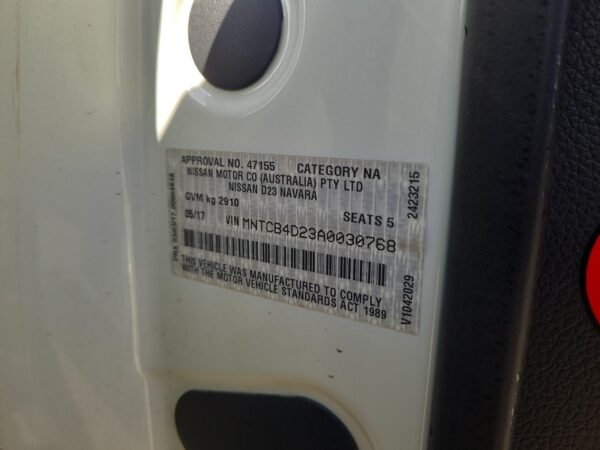 APPROVAL NO. 47155 CATEGORY NA
NISSAN MOTOR CO (AUSTRALIA) PTY LTD
NISSAN D23 NAVARA
GVM kg 2910 SEATS 5
05/17 VIN MNTCB4D23A0030768
THIS VEHICLE WAS MANUFACTURED TO COMPLY
WITH THE MOTOR VEHICLE STANDARDS ACT 1989
2423215
V1042029